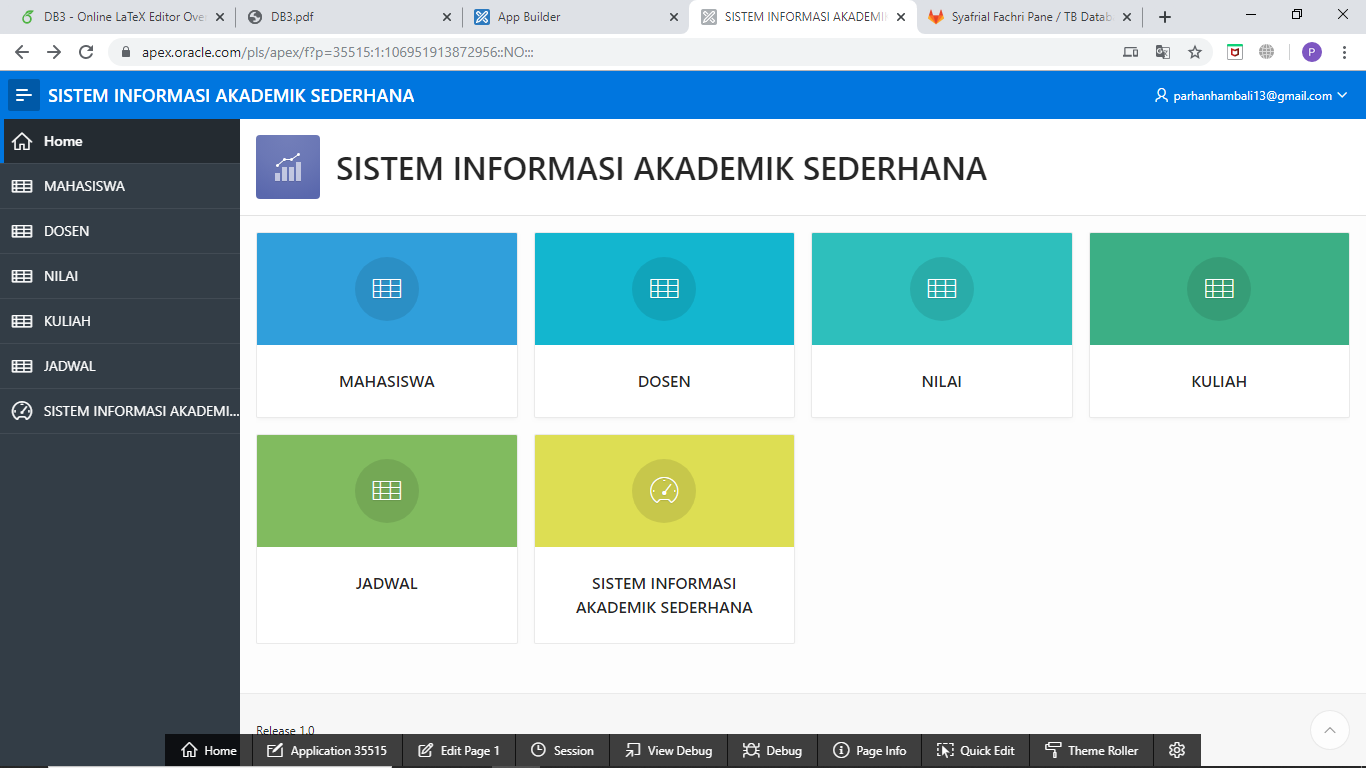 DB3 - Online LaTeX Editor Over
DB3.pdf
App Builder
SISTEM INFORMASI AKADEMIK
Syafrial Fachri Pane / TB Datab
apex.oracle.com/pls/apex/f?p=35515:1:106951913872956::NO:::
P
SISTEM INFORMASI AKADEMIK SEDERHANA
parhanhambali13@gmail.com
Home
MAHASISWA
DOSEN
NILAI
KULIAH
JADWAL
SISTEM INFORMASI AKADEMI...
SISTEM INFORMASI AKADEMIK SEDERHANA
MAHASISWA
DOSEN
NILAI
KULIAH
JADWAL
SISTEM INFORMASI
AKADEMIK SEDERHANA
Release 1.0
Home
Application 35515
Edit Page 1
Session
View Debug
Debug
Page Info
Quick Edit
Theme Roller